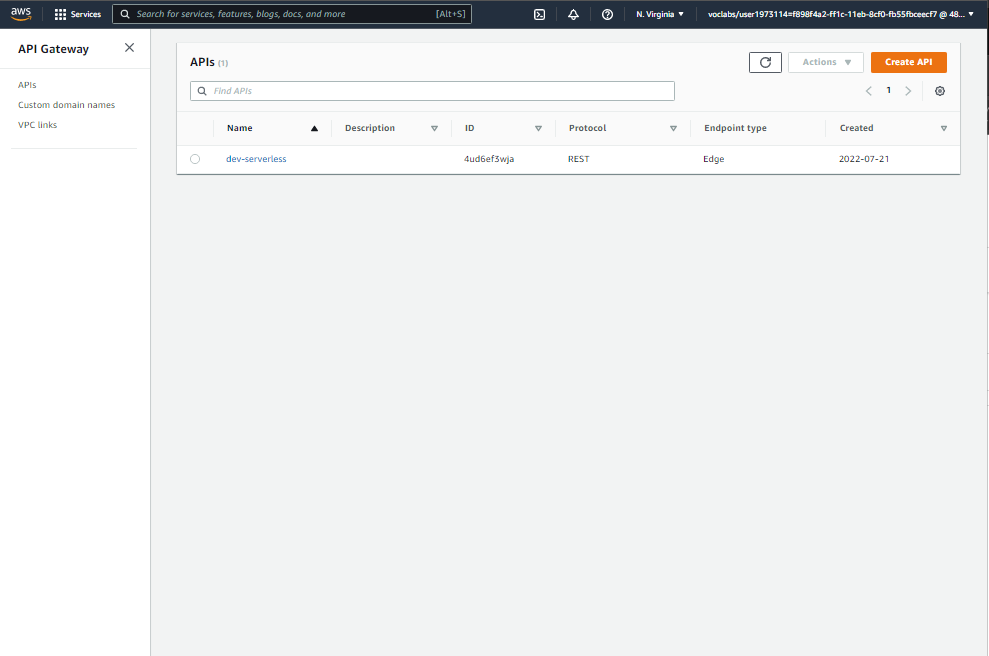 aws Services Search for services, features, blogs, docs, and more [Alt+S] N. Virginia voclabs/user1973114=f898f4a2-ff1c-11eb-8cf0-fb55fbceecf7 @ 48...
API Gateway
APIs
Custom domain names
VPC links
APIs (1) Actions Create API
Find APIs 1
Name Description ID Protocol Endpoint type Created
dev-serverless 4ud6ef3wja REST Edge 2022-07-21